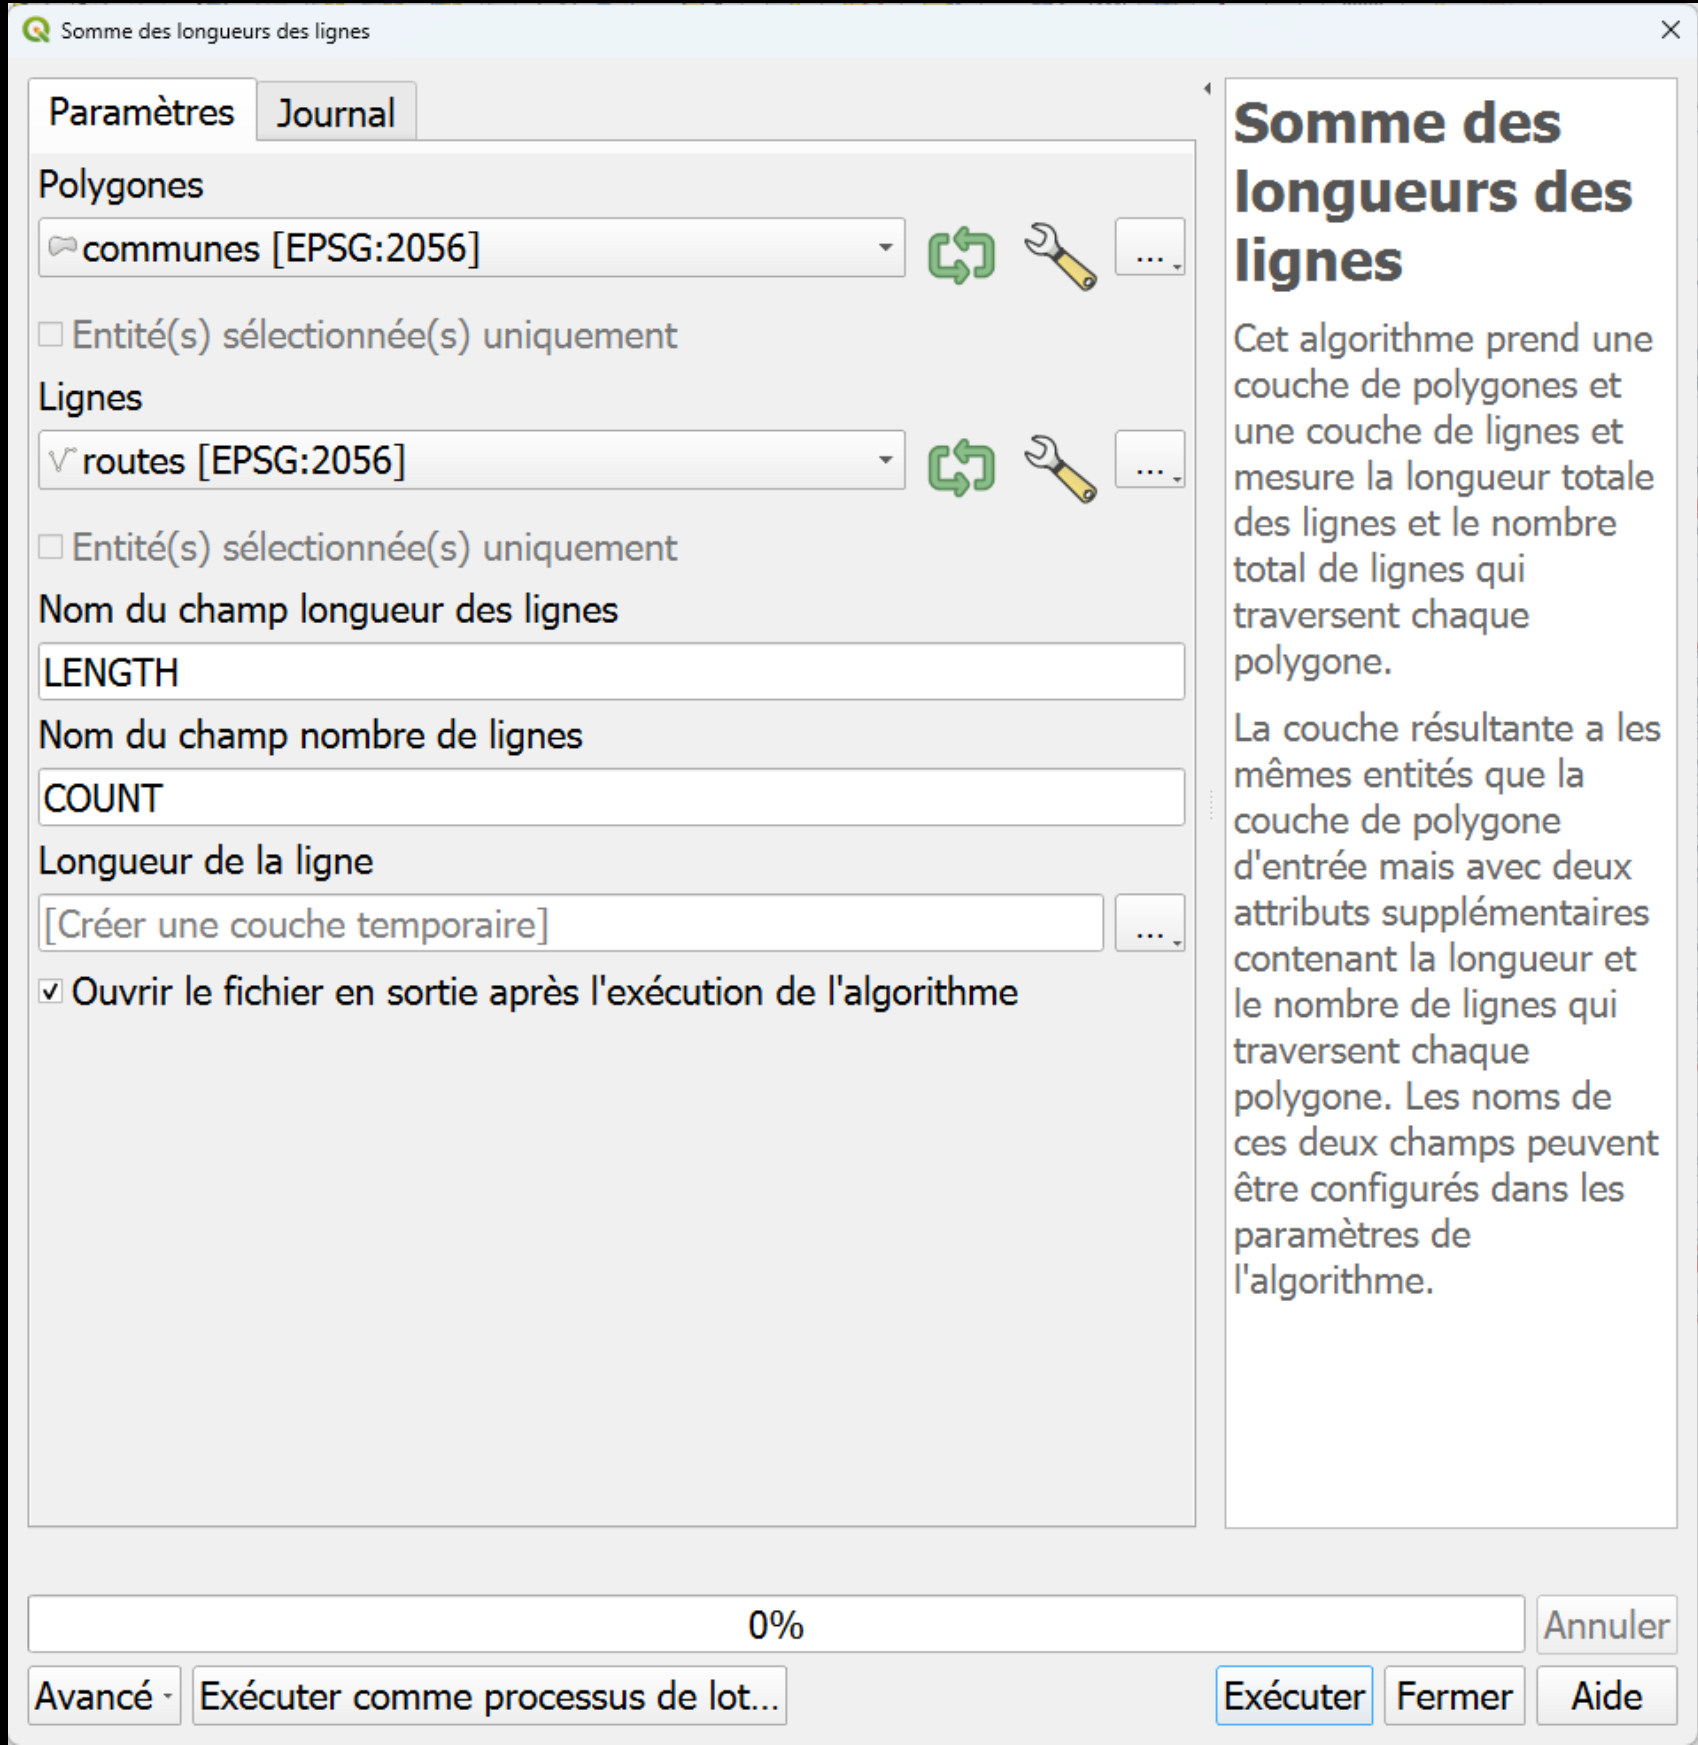 Somme des longueurs des lignes
Paramètres
Journal
Polygones
communes [EPSG:2056]
...
Entité(s) sélectionnée(s) uniquement
Lignes
routes [EPSG:2056]
...
Entité(s) sélectionnée(s) uniquement
Nom du champ longueur des lignes
LENGTH
Nom du champ nombre de lignes
COUNT
Longueur de la ligne
[Créer une couche temporaire]
...
Ouvrir le fichier en sortie après l'exécution de l'algorithme
Somme des
longueurs des
lignes
Cet algorithme prend une
couche de polygones et
une couche de lignes et
mesure la longueur totale
des lignes et le nombre
total de lignes qui
traversent chaque
polygone.
La couche résultante a les
mêmes entités que la
couche de polygone
d'entrée mais avec deux
attributs supplémentaires
contenant la longueur et
le nombre de lignes qui
traversent chaque
polygone. Les noms de
ces deux champs peuvent
être configurés dans les
paramètres de
l'algorithme.
0%
Annuler
Avancé
Exécuter comme processus de lot...
Exécuter
Fermer
Aide